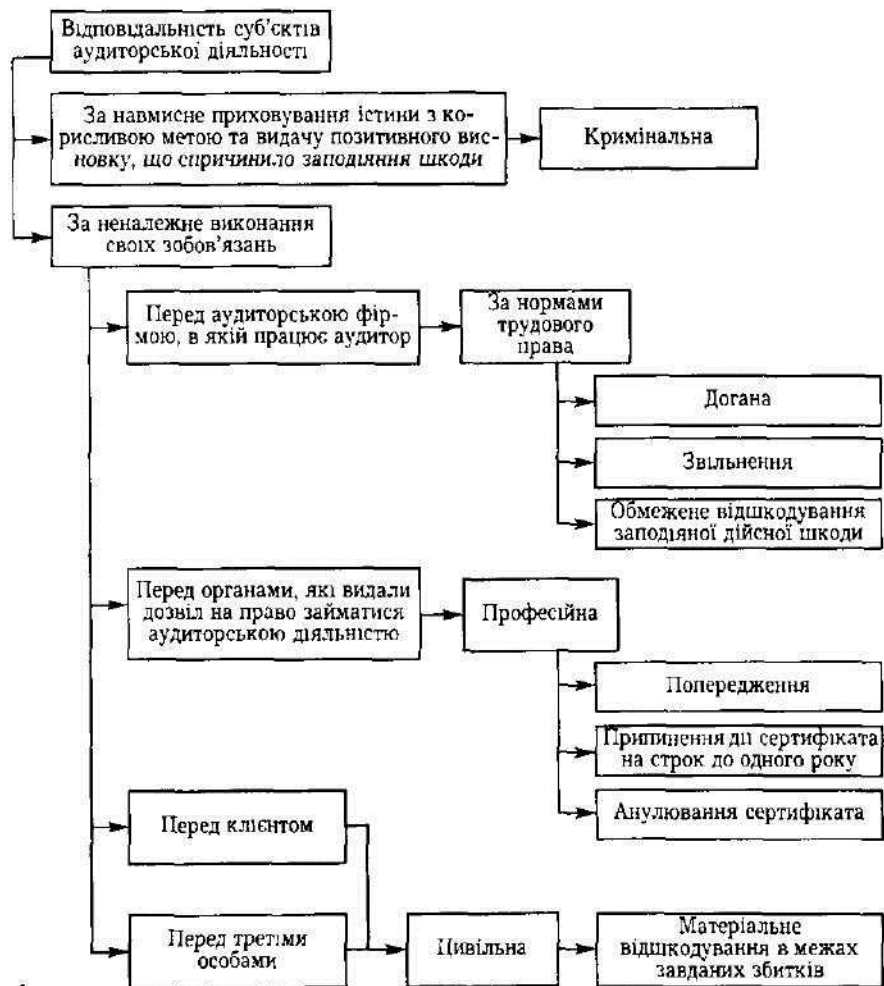 Відповідальність суб’єктів
аудиторської діяльності
За навмисне приховування істини з ко-
рисливою метою та видачу позитивного вис-
новку, що спричинило заподіяння шкоди
Кримінальна
За неналежне виконання
своїх зобов’язань
Перед аудиторською фір-
мою, в якій працює аудитор
За нормами
трудового
права
Догана
Звільнення
Обмежене відшкодування
заподіяної дійсної шкоди
Перед органами, які видали
дозвіл на право займатися
аудиторською діяльністю
Професійна
Попередження
Припинення дії сертифіката
на строк до одного року
Анулювання сертифіката
Перед клієнтом
Перед третіми
особами
Цивільна
Матеріальне
відшкодування в межах
завданих збитків